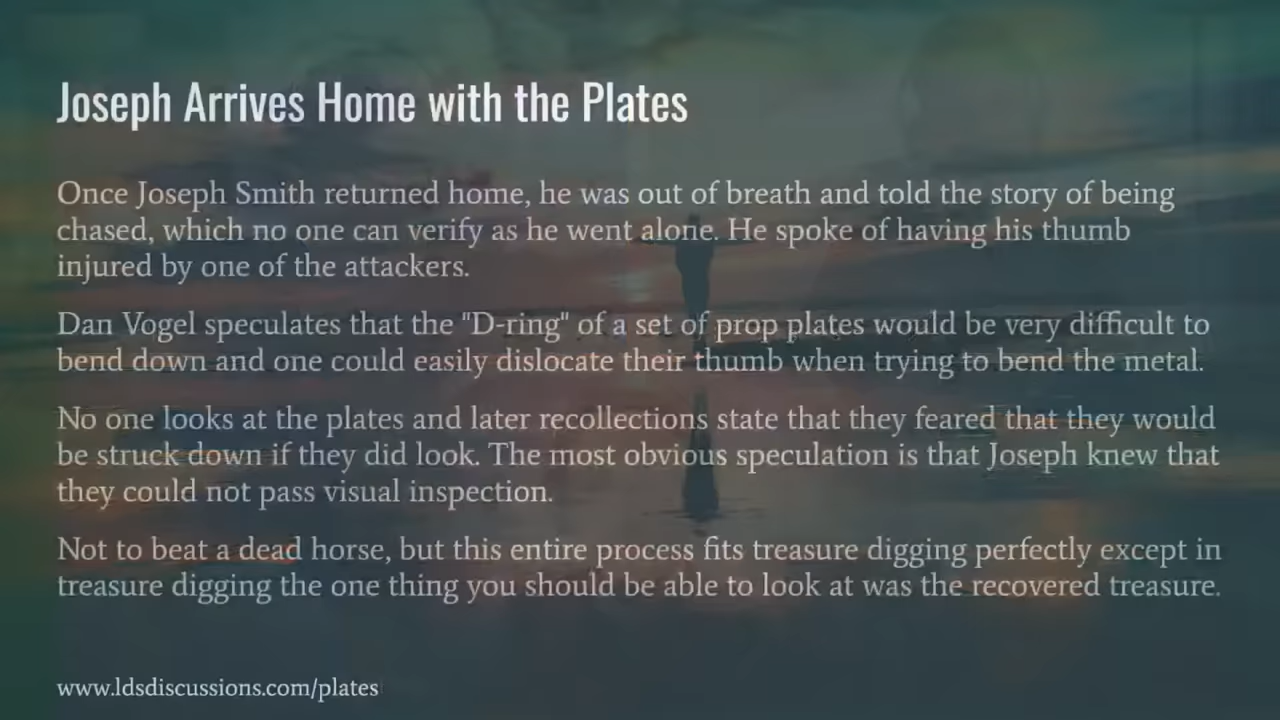 Joseph Arrives Home with the Plates
Once Joseph Smith returned home, he was out of breath and told the story of being
chased, which no one can verify as he went alone. He spoke of having his thumb
injured by one of the attackers.
Dan Vogel speculates that the "D-ring" of a set of prop plates would be very difficult to
bend down and one could easily dislocate their thumb when trying to bend the metal.
No one looks at the plates and later recollections state that they feared that they would
be struck down if they did look. The most obvious speculation is that Joseph knew that
they could not pass visual inspection.
Not to beat a dead horse, but this entire process fits treasure digging perfectly except in
treasure digging the one thing you should be able to look at was the recovered treasure.
www.ldsdiscussions.com/plates